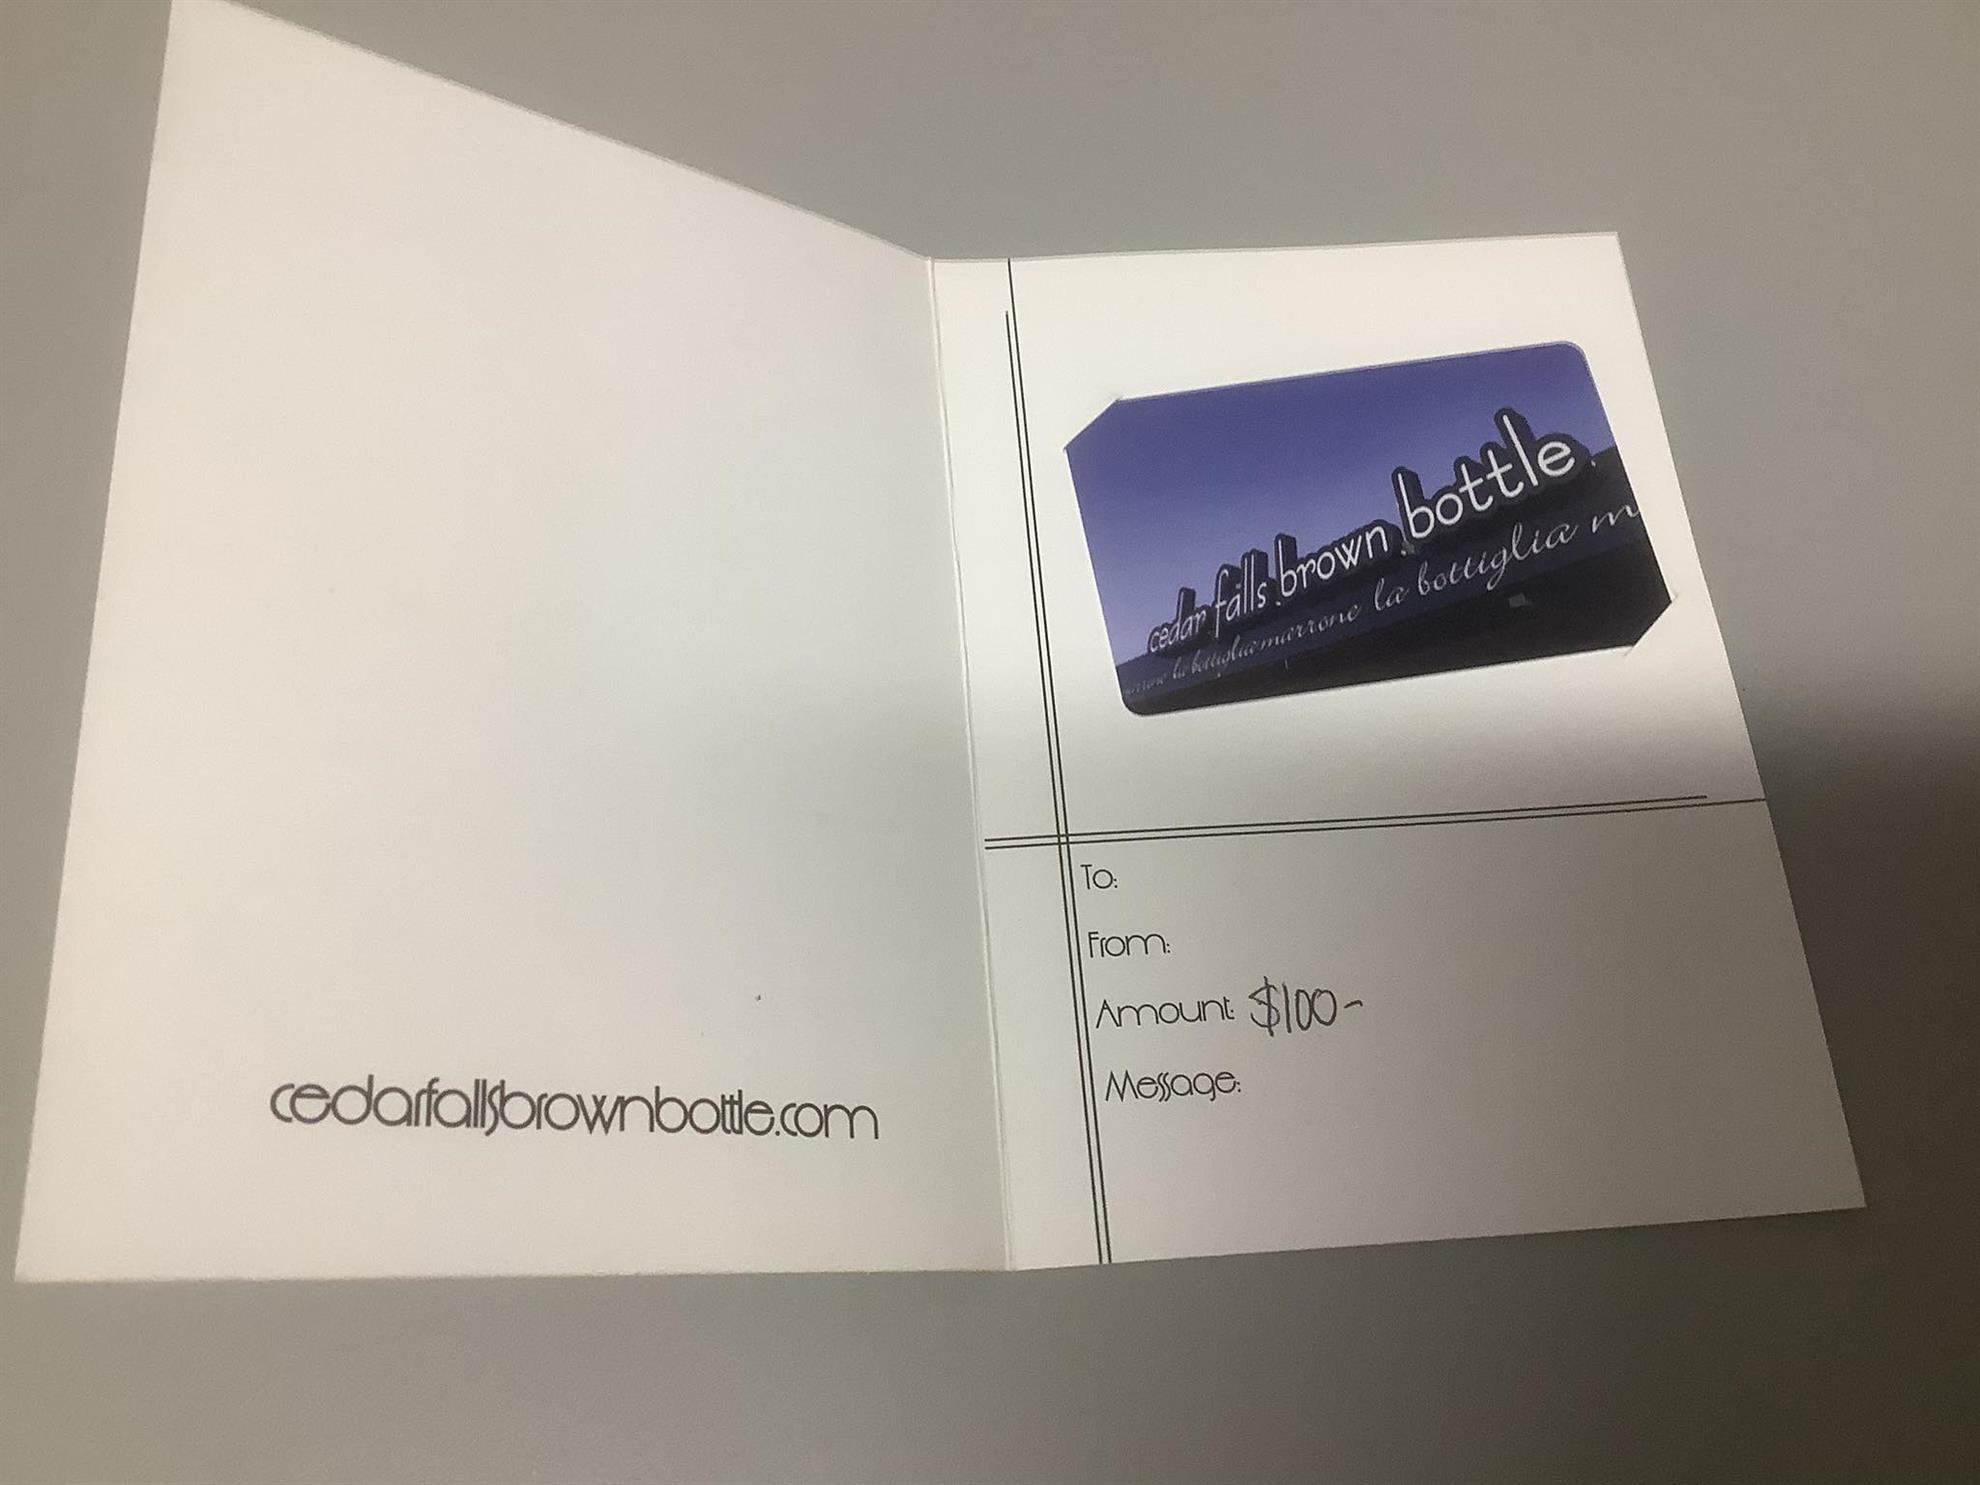 cedarfallsbrownbottle.com
cedar falls brown bottle
la bottiglia marrone la bottiglia
To:
From:
Amount: $100-
Message: